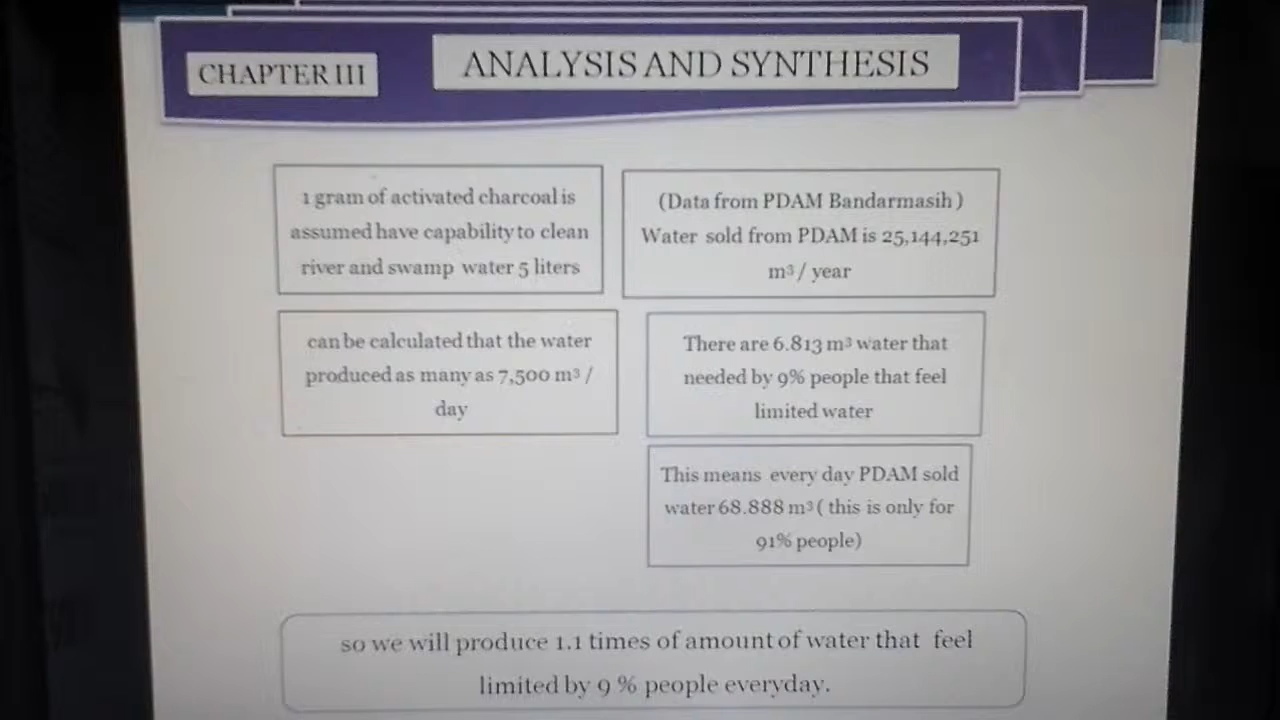 CHAPTER III
ANALYSIS AND SYNTHESIS
1 gram of activated charcoal is
assumed have capability to clean
river and swamp water 5 liters
(Data from PDAM Bandarmasih )
Water sold from PDAM is 25,144,251
m³ / year
can be calculated that the water
produced as many as 7,500 m³ /
day
There are 6.813 m³ water that
needed by 9% people that feel
limited water
This means every day PDAM sold
water 68.888 m³ ( this is only for
91% people)
so we will produce 1.1 times of amount of water that feel
limited by 9 % people everyday.